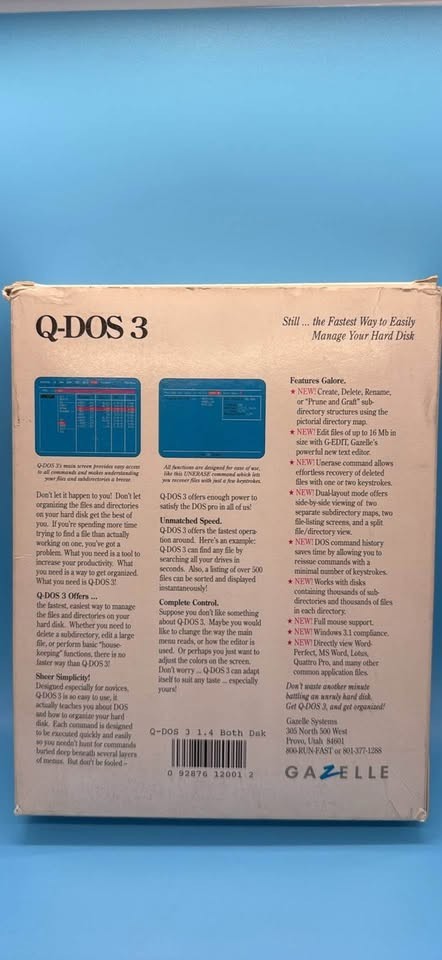 Q-DOS 3
Still ... the Fastest Way to Easily
Manage Your Hard Disk
Q-DOS 3's main screen provides easy access
to all commands and makes understanding
your files and subdirectories a breeze.
Don't let it happen to you! Don't let
organizing the files and directories
on your hard disk get the best of
you. If you're spending more time
trying to find a file than actually
working on one, you've got a
problem. What you need is a tool to
increase your productivity. What
you need is a way to get organized.
What you need is Q-DOS 3!
Q-DOS 3 Offers ...
the fastest, easiest way to manage
the files and directories on your
hard disk. Whether you need to
delete a subdirectory, edit a large
file, or perform basic "house-
keeping" functions, there is no
faster way than Q-DOS 3!
Sheer Simplicity!
Designed especially for novices,
Q-DOS 3 is so easy to use, it
actually teaches you about DOS
and how to organize your hard
disk. Each command is designed
to be executed quickly and easily
so you needn't hunt for commands
buried deep beneath several layers
of menus. But don't be fooled –
All functions are designed for ease of use,
like this UNERASE command which lets
you recover files with just a few keystrokes.
Q-DOS 3 offers enough power to
satisfy the DOS pro in all of us!
Unmatched Speed.
Q-DOS 3 offers the fastest opera-
tion around. Here's an example:
Q-DOS 3 can find any file by
searching all your drives in
seconds. Also, a listing of over 500
files can be sorted and displayed
instantaneously!
Complete Control.
Suppose you don't like something
about Q-DOS 3. Maybe you would
like to change the way the main
menu reads, or how the editor is
used. Or perhaps you just want to
adjust the colors on the screen.
Don't worry ... Q-DOS 3 can adapt
itself to suit any taste ... especially
yours!
Q-DOS 3 1.4 Both Dsk
0 92876 12001 2
Features Galore.
★ NEW! Create, Delete, Rename,
or "Prune and Graft" sub-
directory structures using the
pictorial directory map.
★ NEW! Edit files of up to 16 Mb in
size with G-EDIT, Gazelle's
powerful new text editor.
★ NEW! Unerase command allows
effortless recovery of deleted
files with one or two keystrokes.
★ NEW! Dual-layout mode offers
side-by-side viewing of two
separate subdirectory maps, two
file-listing screens, and a split
file/directory view.
★ NEW! DOS command history
saves time by allowing you to
reissue commands with a
minimal number of keystrokes.
★ NEW! Works with disks
containing thousands of sub-
directories and thousands of files
in each directory.
★ NEW! Full mouse support.
★ NEW! Windows 3.1 compliance.
★ NEW! Directly view Word-
Perfect, MS Word, Lotus,
Quattro Pro, and many other
common application files.
Don't waste another minute
battling an unruly hard disk.
Get Q-DOS 3, and get organized!
Gazelle Systems
305 North 500 West
Provo, Utah 84601
800-RUN-FAST or 801-377-1288
GAZELLE